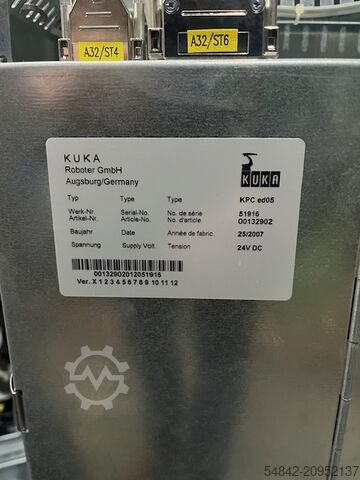 A32/ST4
A32/ST6
KUKA
Roboter GmbH
Augsburg/Germany
KUKA
Typ Type Type KPC ed05
Werk-Nr. Serial-No. No. de série 51916
Artikel-Nr. Article-No. No. d'article 00132902
Baujahr Date Année de fabric. 25/2007
Spannung Supply Volt. Tension 24V DC
00132902012051916
Ver. X 1 2 3 4 5 6 7 8 9 10 11 12
54842-20952137